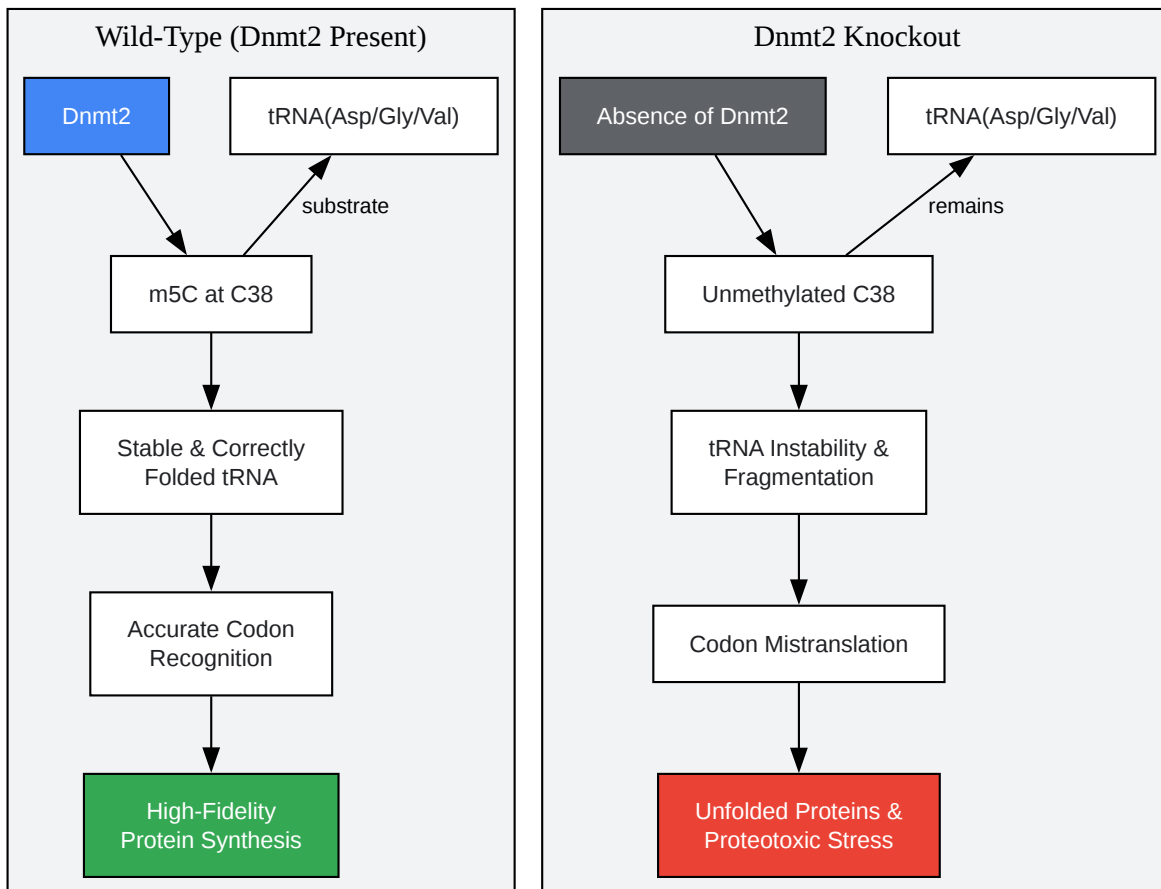 Wild-Type (Dnmt2 Present)
Dnmt2
tRNA(Asp/Gly/Val)
substrate
m5C at C38
Stable & Correctly
Folded tRNA
Accurate Codon
Recognition
High-Fidelity
Protein Synthesis
Dnmt2 Knockout
Absence of Dnmt2
tRNA(Asp/Gly/Val)
remains
Unmethylated C38
tRNA Instability &
Fragmentation
Codon Mistranslation
Unfolded Proteins &
Proteotoxic Stress